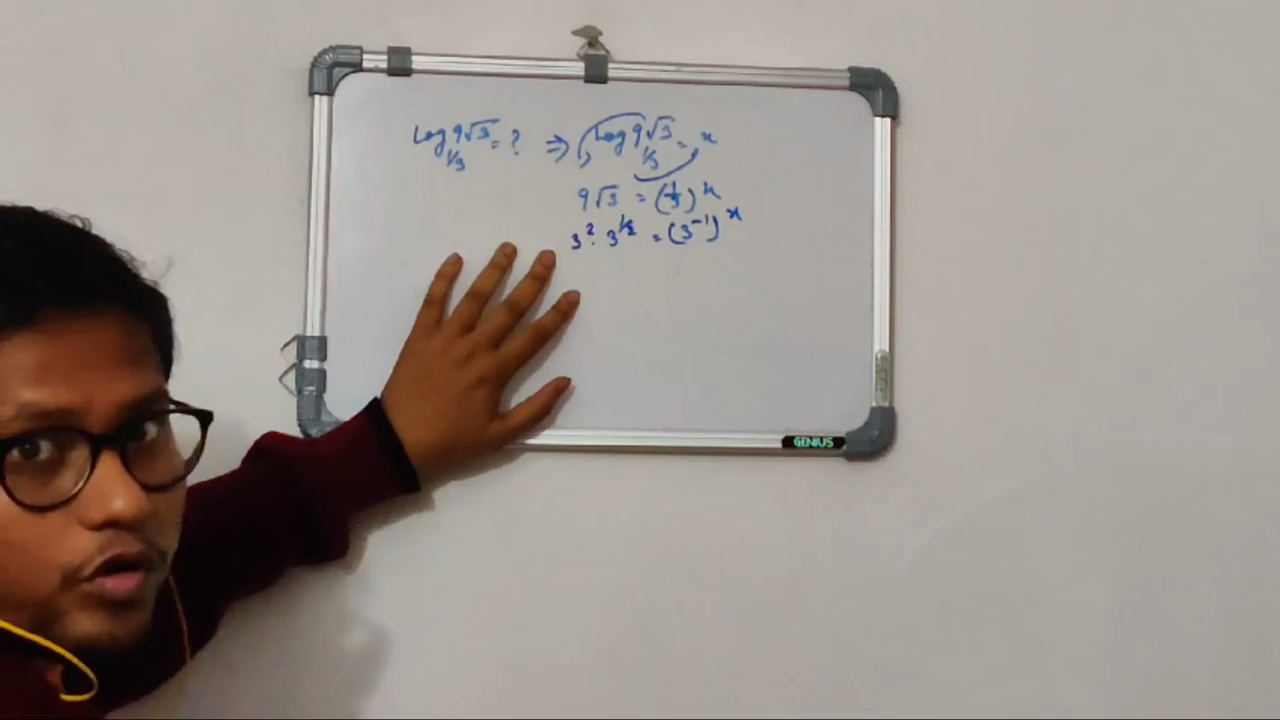 Log 9√3 = ? ⇒ Log 9√3 = x
1/3 1/3
9√3 = (1/3)^x
3^2 . 3^1/2 = (3^-1)^x
GENIUS